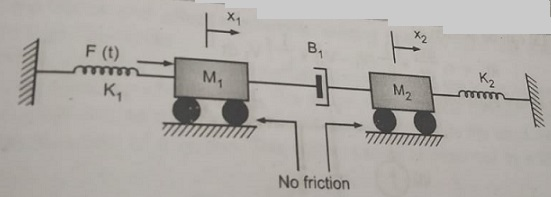 x₁
x₂
F (t)
B₁
K₁
M₁
M₂
K₂
No friction